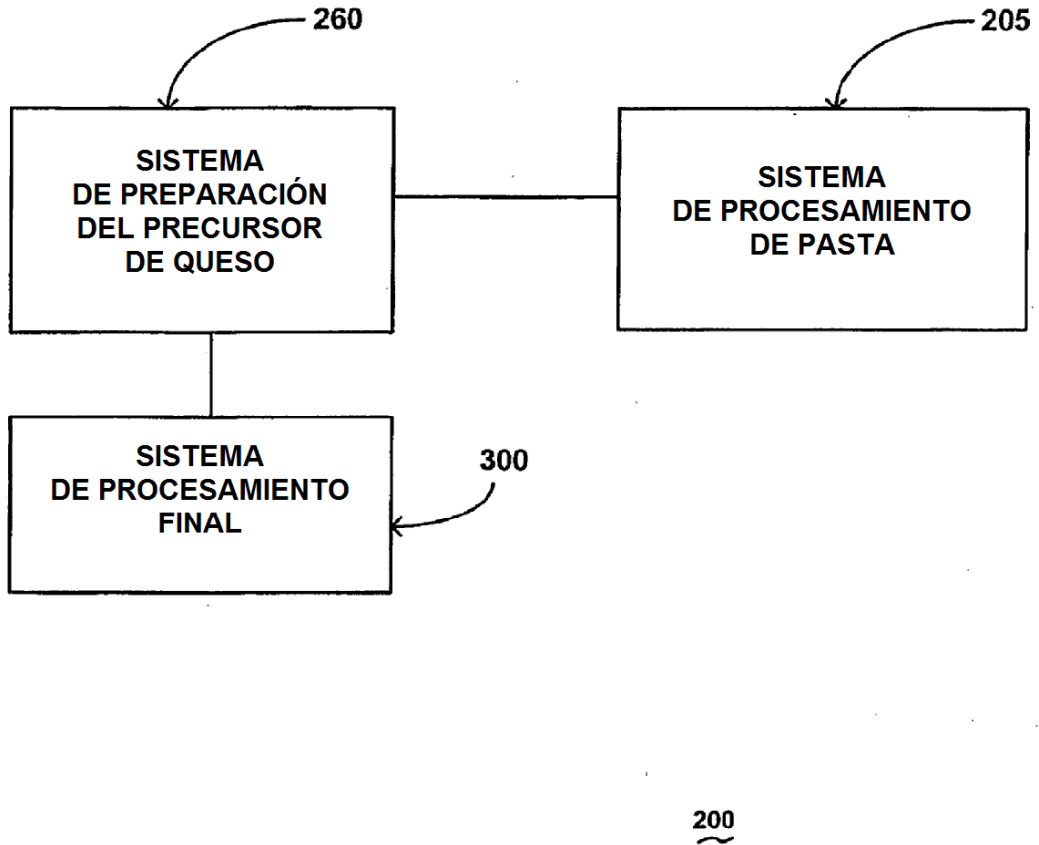 260
205
SISTEMA
DE PREPARACIÓN
DEL PRECURSOR
DE QUESO
SISTEMA
DE PROCESAMIENTO
DE PASTA
SISTEMA
DE PROCESAMIENTO
FINAL
300
200